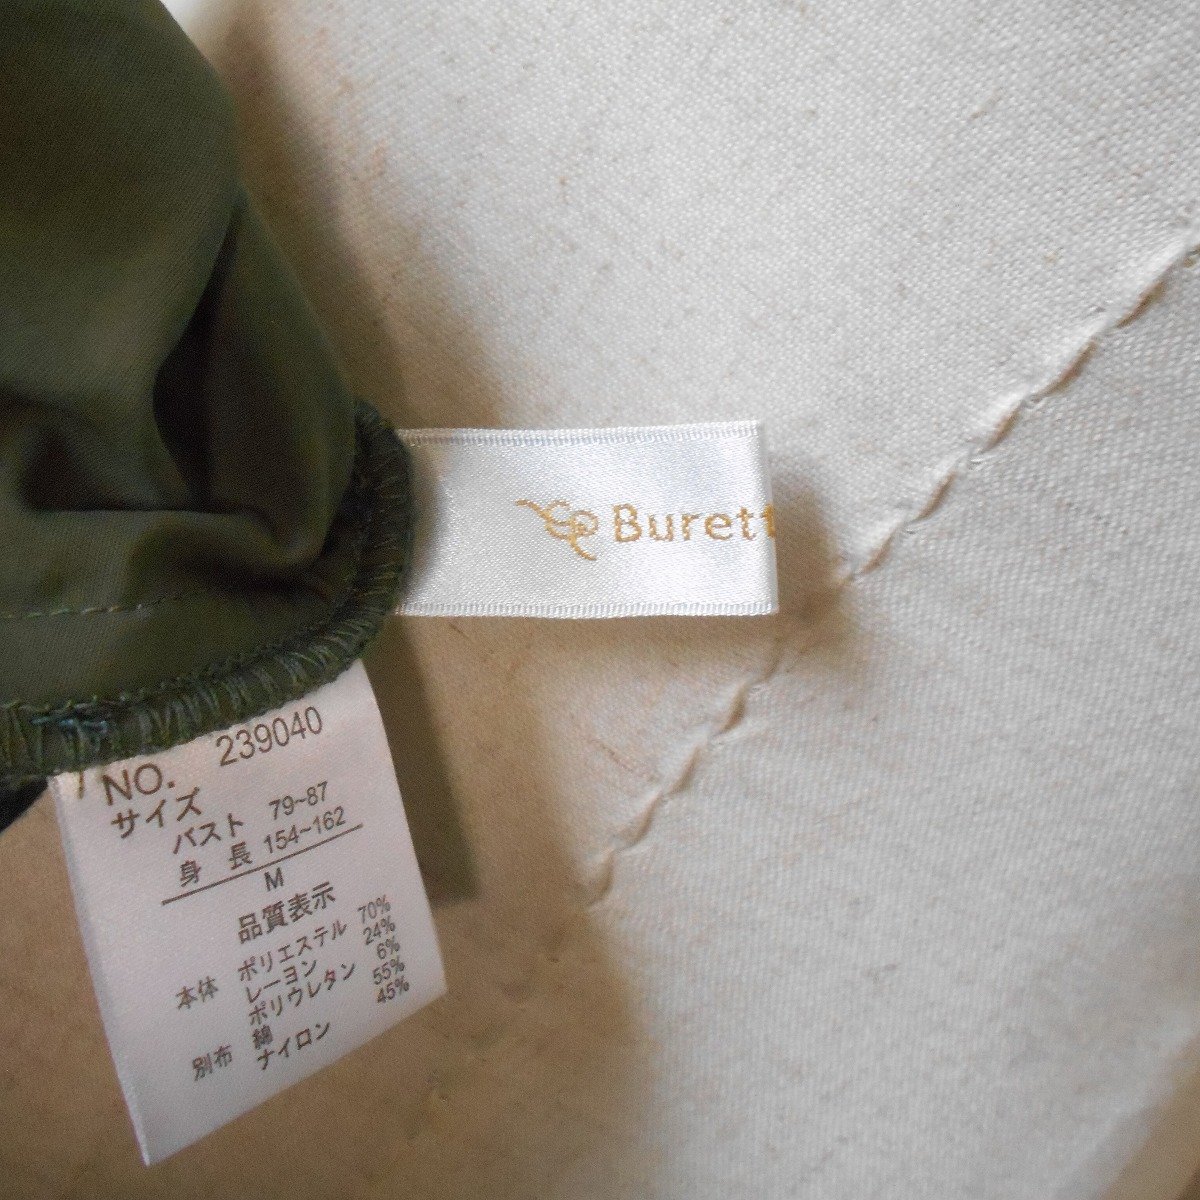 Burett
NO. 239040
サイズ
バスト 79~87
身長 154~162
M
品質表示
本体 ポリエステル 70%
レーヨン 24%
ポリウレタン 6%
別布 綿 55%
ナイロン 45%